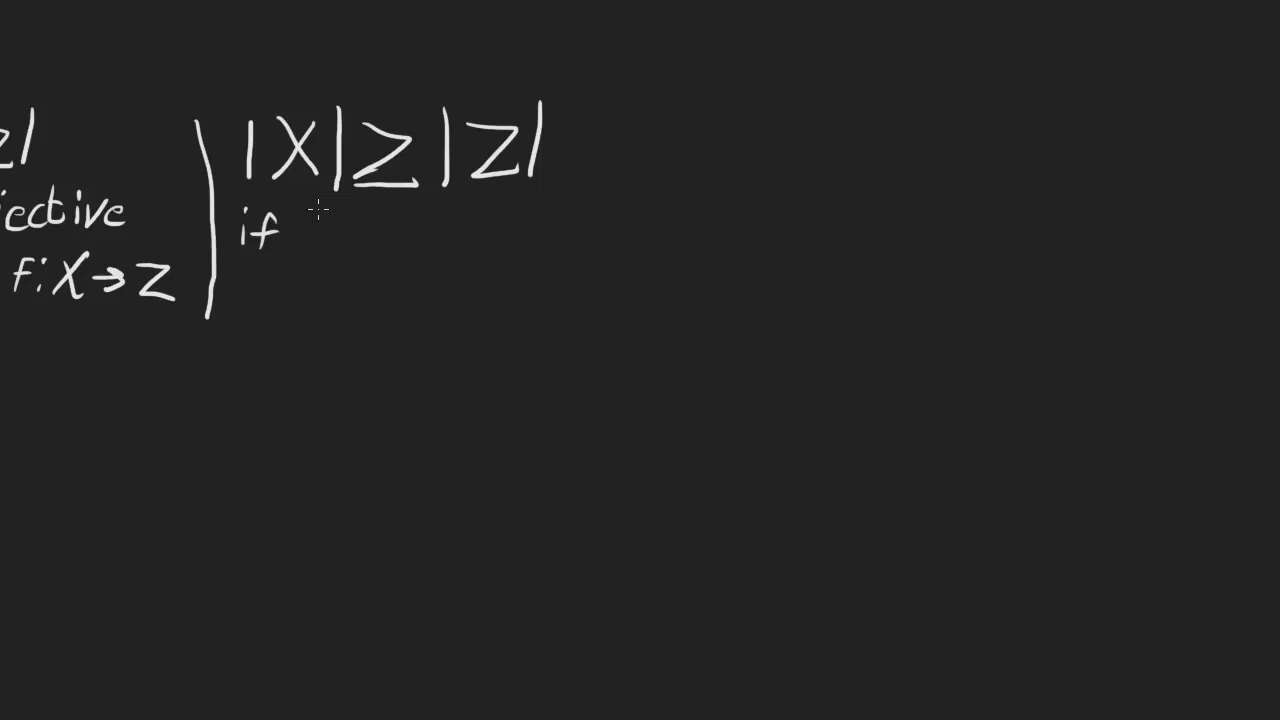 z|
jective
f: X → Z
|X| ≥ |Z|
if